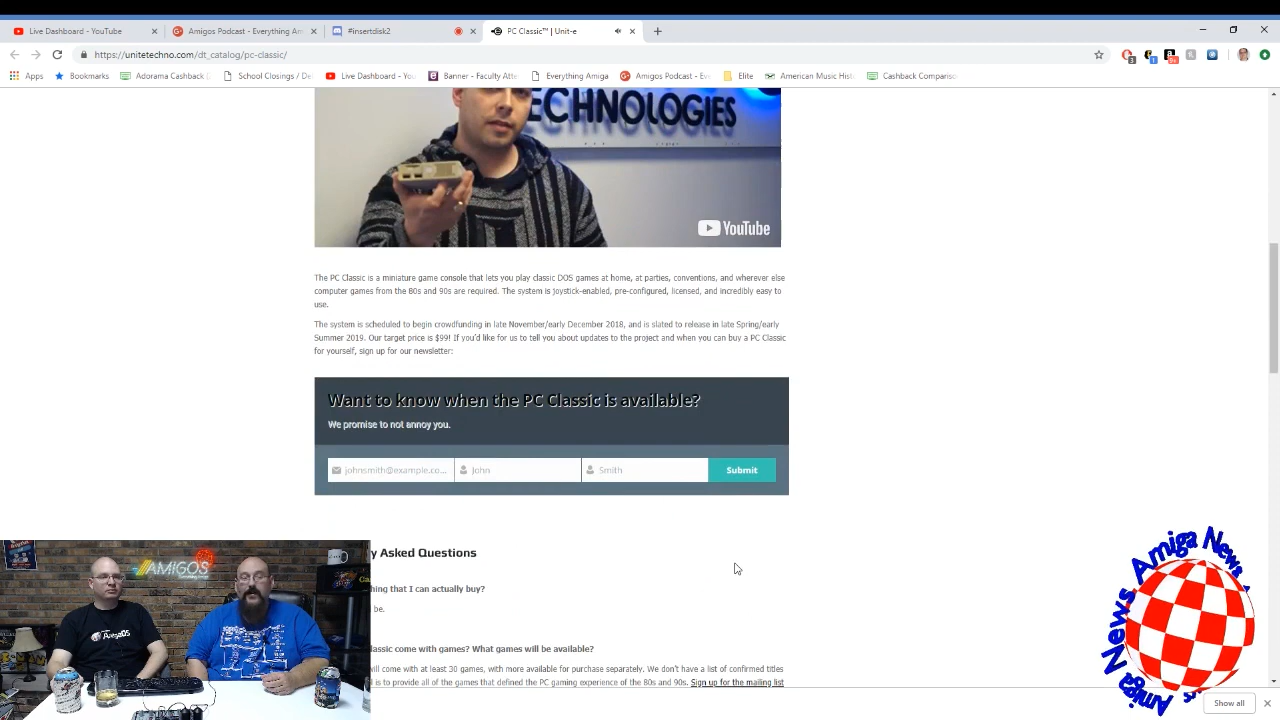 Live Dashboard - YouTube
Amigos Podcast - Everything Am
#insertdisk2
PC Classic™ | Unit-e
https://unitetechno.com/dt_catalog/pc-classic/
Apps
Bookmarks
Adorama Cashback
School Closings / De
Live Dashboard - You
Banner - Faculty Atte
Everything Amiga
Amigos Podcast - Eve
Elite
American Music Hist
Cashback Comparisо
TECHNOLOGIES
YouTube
The PC Classic is a miniature game console that lets you play classic DOS games at home, at parties, conventions, and wherever else
computer games from the 80s and 90s are required. The system is joystick-enabled, pre-configured, licensed, and incredibly easy to
use.
The system is scheduled to begin crowdfunding in late November/early December 2018, and is slated to release in late Spring/early
Summer 2019. Our target price is $99! If you'd like for us to tell you about updates to the project and when you can buy a PC Classic
for yourself, sign up for our newsletter:
Want to know when the PC Classic is available?
We promise to not annoy you.
johnsmith@example.co...
John
Smith
Submit
y Asked Questions
hing that I can actually buy?
be.
lassic come with games? What games will be available?
will come with at least 30 games, with more available for purchase separately. We don't have a list of confirmed titles
l is to provide all of the games that defined the PC gaming experience of the 80s and 90s. Sign up for the mailing list
AMIGOS
Amiga News
Amiga News
Show all